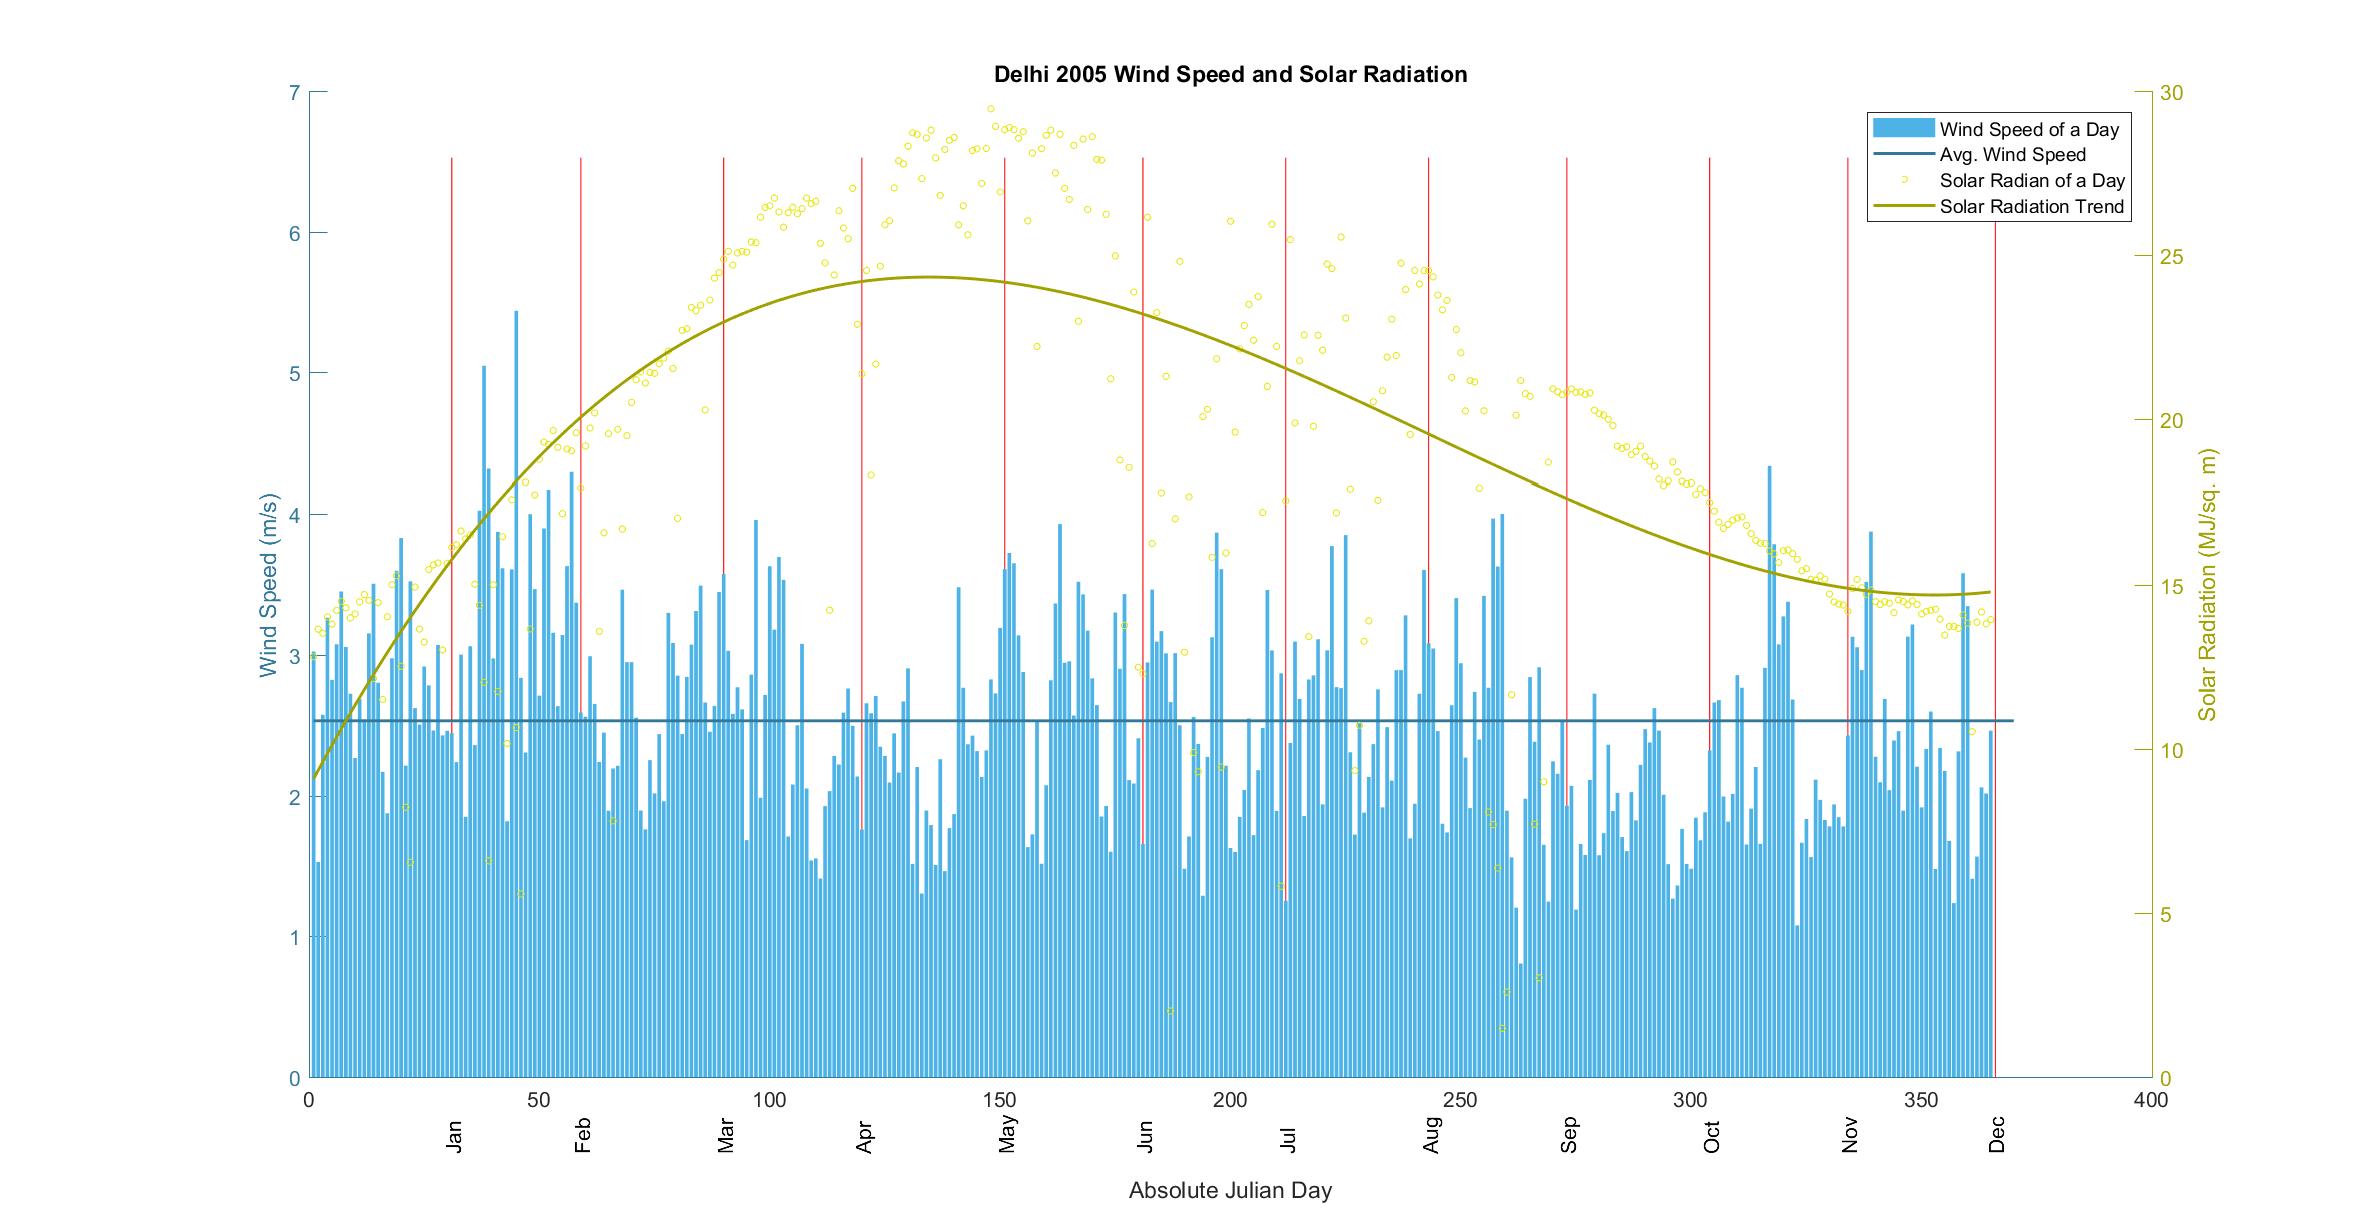 Delhi 2005 Wind Speed and Solar Radiation
Wind Speed of a Day
Avg. Wind Speed
Solar Radian of a Day
Solar Radiation Trend
7
6
5
4
3
2
1
0
Wind Speed (m/s)
30
25
20
15
10
5
0
Solar Radiation (MJ/sq. m)
0 50 100 150 200 250 300 350 400
Jan Feb Mar Apr May Jun Jul Aug Sep Oct Nov Dec
Absolute Julian Day